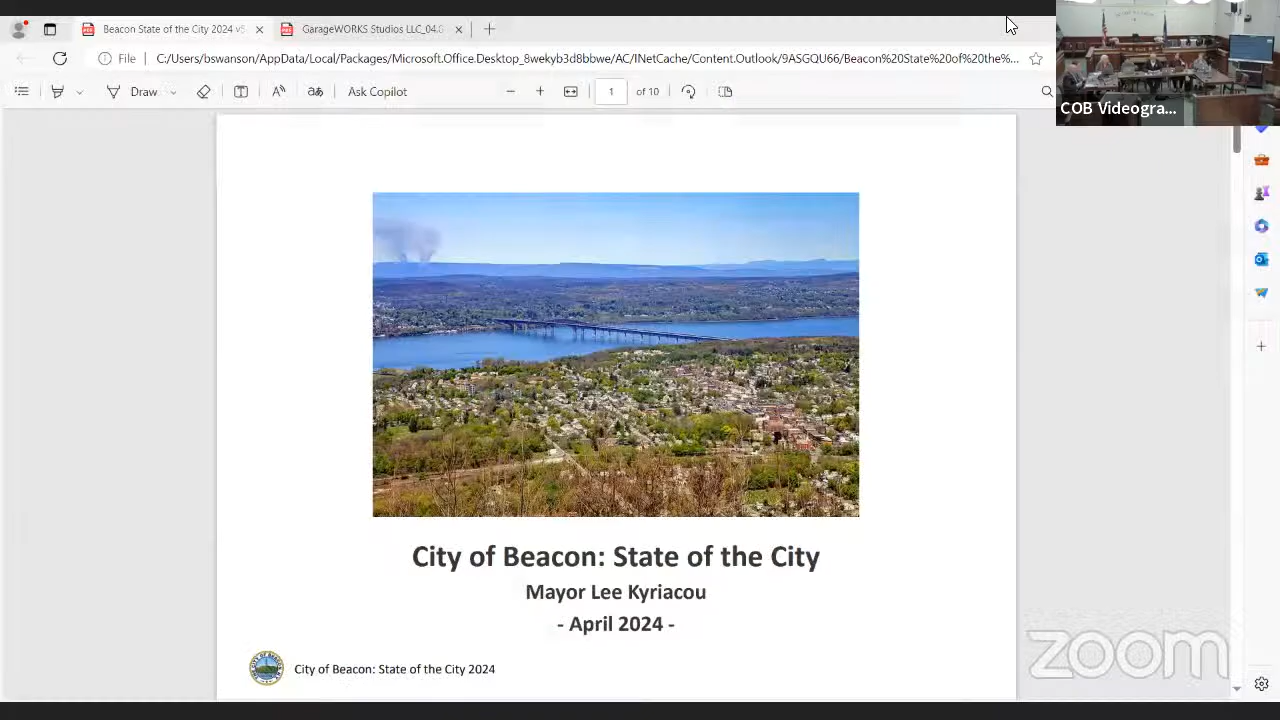 Beacon State of the City 2024 v5
GarageWORKS Studios LLC_04.0
File
C:/Users/bswanson/AppData/Local/Packages/Microsoft.Office.Desktop_8wekyb3d8bbwe/AC/INetCache/Content.Outlook/9ASGQU66/Beacon%20State%20of%20the%...
Draw
Ask Copilot
1 of 10
COB Videogra...
City of Beacon: State of the City
Mayor Lee Kyriacou
- April 2024 -
City of Beacon: State of the City 2024
zoom